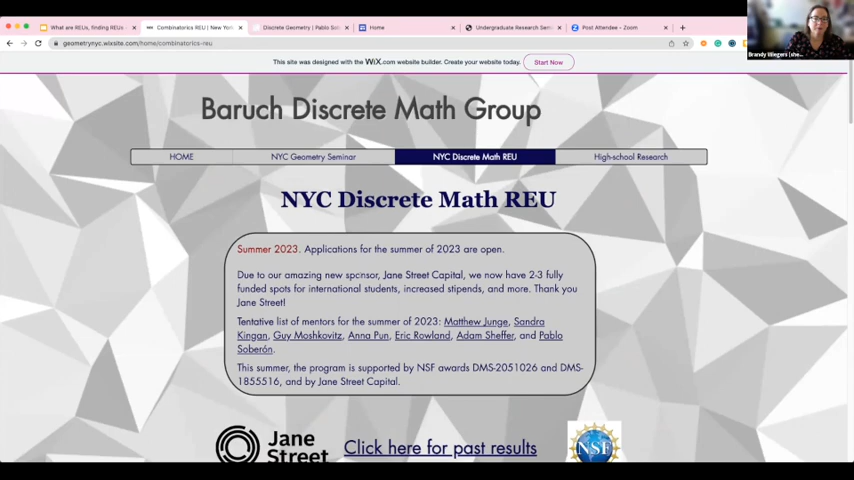 What are REUs, finding REUs
Combinatorics REU | New York
Discrete Geometry | Pablo So
Home
Undergraduate Research Sem
Post Attendee - Zoom
geometrynyc.wixsite.com/home/combinatorics-reu
This site was designed with the WiX.com website builder. Create your website today. Start Now
Brandy Wiegers (she...
Baruch Discrete Math Group
HOME NYC Geometry Seminar NYC Discrete Math REU High-school Research
NYC Discrete Math REU
Summer 2023. Applications for the summer of 2023 are open.
Due to our amazing new sponsor, Jane Street Capital, we now have 2-3 fully
funded spots for international students, increased stipends, and more. Thank you
Jane Street!
Tentative list of mentors for the summer of 2023: Matthew Junge, Sandra
Kingan, Guy Moshkovitz, Anna Pun, Eric Rowland, Adam Sheffer, and Pablo
Soberón.
This summer, the program is supported by NSF awards DMS-2051026 and DMS-
1855516, and by Jane Street Capital.
Jane
Street
Click here for past results
NSF